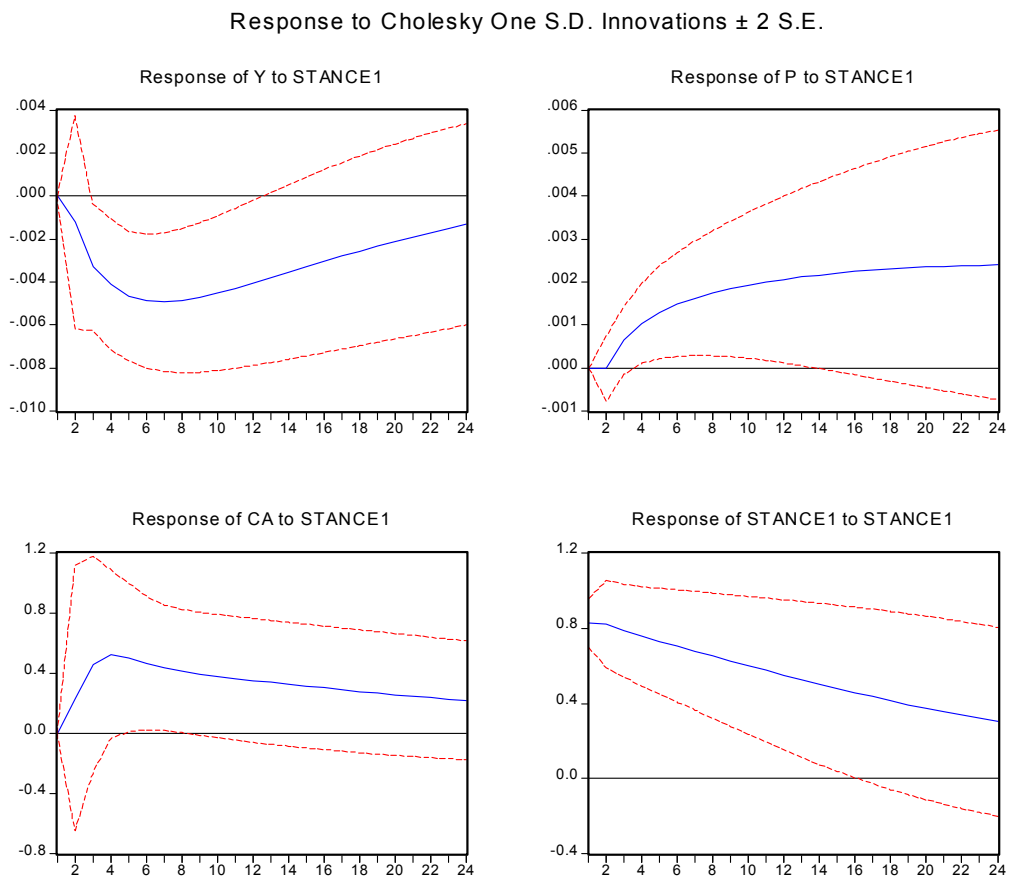 Response to Cholesky One S.D. Innovations ± 2 S.E.
Response of Y to STANCE1
.004
.002
.000
-.002
-.004
-.006
-.008
-.010
2 4 6 8 10 12 14 16 18 20 22 24
Response of P to STANCE1
.006
.004
.003
.001
.000
-.001
2 4 6 8 10 12 14 16 18 20 22 24
Response of CA to STANCE1
1.2
0.8
0.4
0.0
-0.4
-0.8
2 4 6 8 10 12 14 16 18 20 22 24
Response of STANCE1 to STANCE1
1.2
0.8
0.4
0.0
-0.4
2 4 6 8 10 12 14 16 18 20 22 24